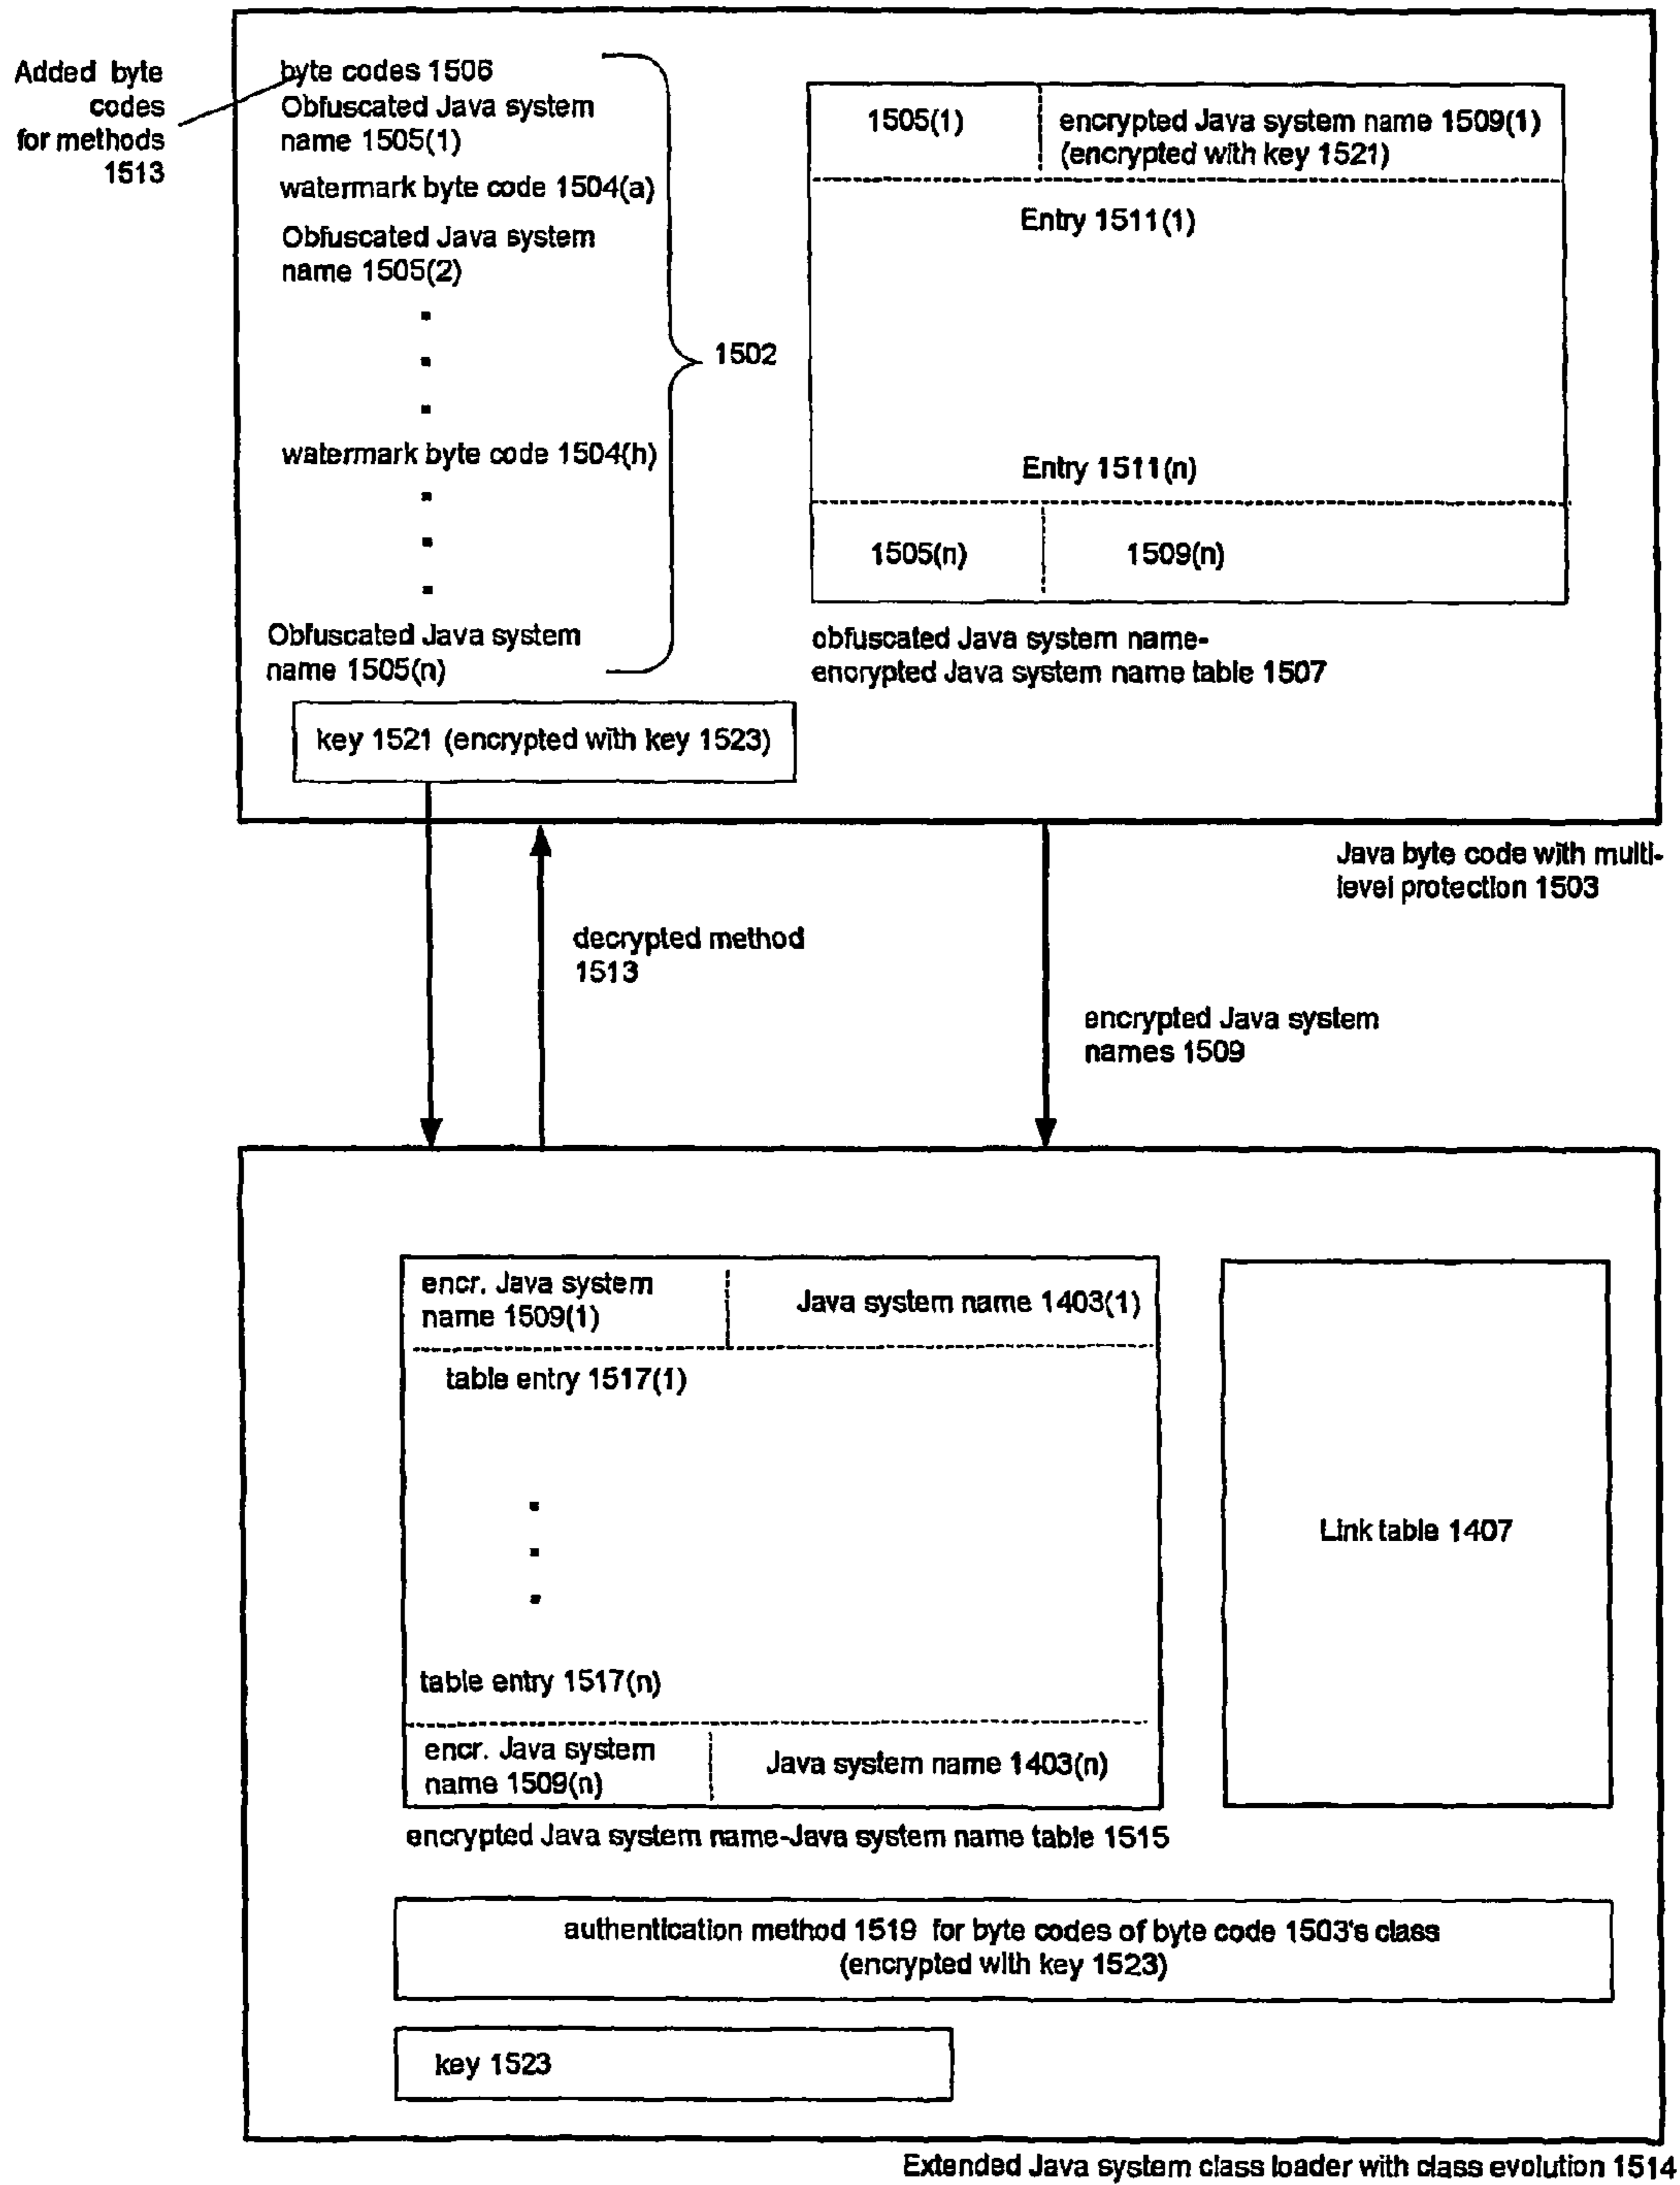 Added byte
codes
for methods
1513
byte codes 1506
Obfuscated Java system
name 1505(1)
watermark byte code 1504(a)
Obfuscated Java system
name 1505(2)
watermark byte code 1504(h)
Obfuscated Java system
name 1505(n)
1502
key 1521 (encrypted with key 1523)
1505(1)
encrypted Java system name 1509(1)
(encrypted with key 1521)
Entry 1511(1)
Entry 1511(n)
1505(n)
1509(n)
obfuscated Java system name-
encrypted Java system name table 1507
Java byte code with multi-
level protection 1503
decrypted method
1513
encrypted Java system
names 1509
encr. Java system
name 1509(1)
Java system name 1403(1)
table entry 1517(1)
table entry 1517(n)
encr. Java system
name 1509(n)
Java system name 1403(n)
encrypted Java system name-Java system name table 1515
Link table 1407
authentication method 1519 for byte codes of byte code 1503's class
(encrypted with key 1523)
key 1523
Extended Java system class loader with class evolution 1514